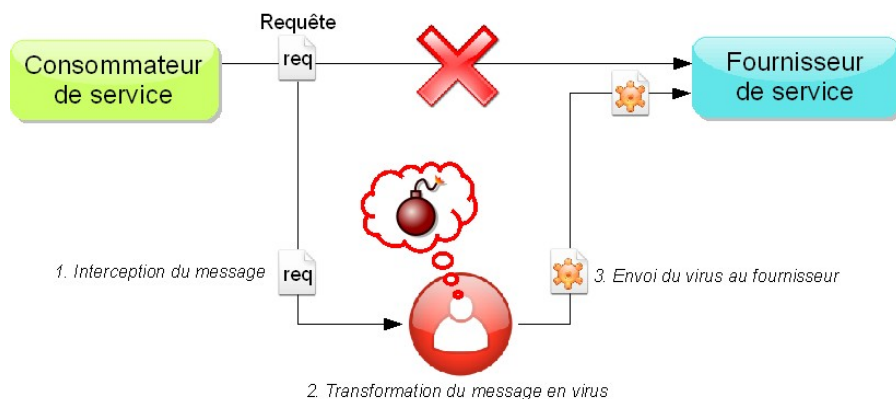 Requête
req
Consommateur
de service
Fournisseur
de service
1. Interception du message
req
3. Envoi du virus au fournisseur
2. Transformation du message en virus